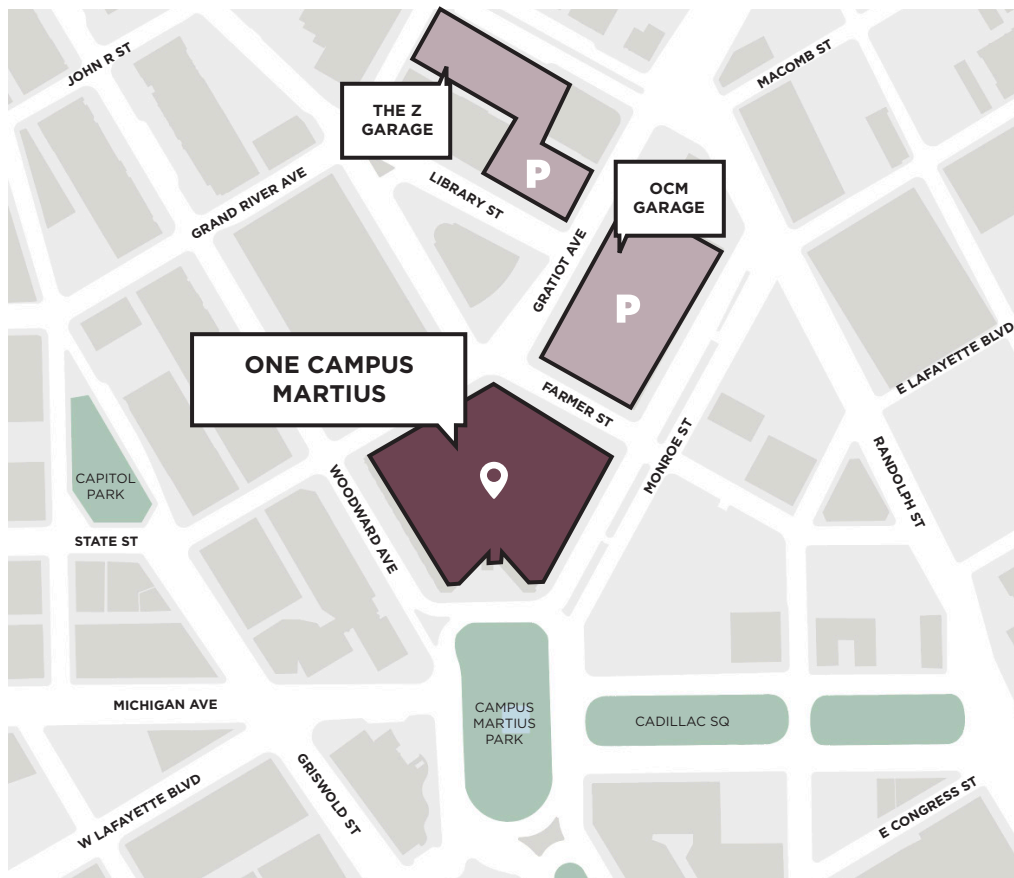 JOHN R ST
MACOMB ST
THE Z
GARAGE
P
OCM
GARAGE
LIBRARY ST
GRAND RIVER AVE
GRATIOT AVE
P
ONE CAMPUS
MARTIUS
E LAFAYETTE BLVD
FARMER ST
MONROE ST
RANDOLPH ST
CAPITOL
PARK
WOODWARD AVE
STATE ST
MICHIGAN AVE
CAMPUS
MARTIUS
PARK
CADILLAC SQ
W LAFAYETTE BLVD
GRISWOLD ST
E CONGRESS ST